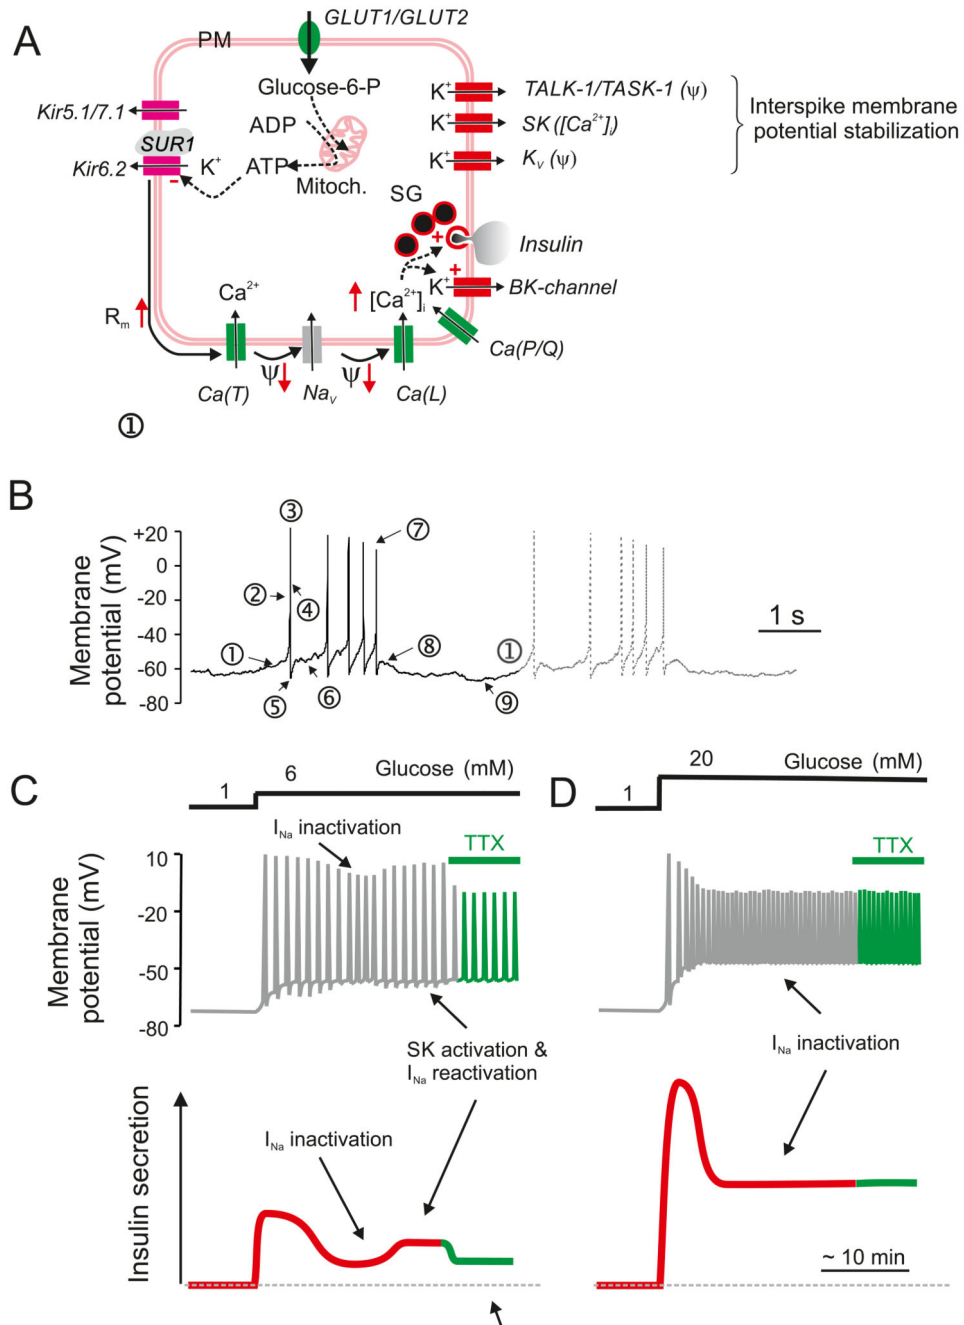 A
PM
GLUT1/GLUT2
Glucose-6-P
ADP
ATP
Mitoch.
Kir5.1/7.1
SUR1
Kir6.2
K⁺
-
K⁺
TALK-1/TASK-1 (ψ)
K⁺
SK ([Ca²⁺]ᵢ)
K⁺
Kᵥ (ψ)
Interspike membrane
potential stabilization
SG
+
Insulin
+
K⁺
BK-channel
Rₘ
Ca²⁺
[Ca²⁺]ᵢ
Ca(P/Q)
ψ
ψ
Ca(T)
Naᵥ
Ca(L)
①
B
Membrane
potential (mV)
+20
0
-20
-40
-60
-80
①
②
③
④
⑤
⑥
⑦
⑧
⑨
①
1 s
C
1
6
Glucose (mM)
I_Na inactivation
TTX
Membrane
potential (mV)
10
-20
-50
-80
SK activation &
I_Na reactivation
Insulin secretion
I_Na inactivation
D
1
20
Glucose (mM)
TTX
I_Na inactivation
~ 10 min